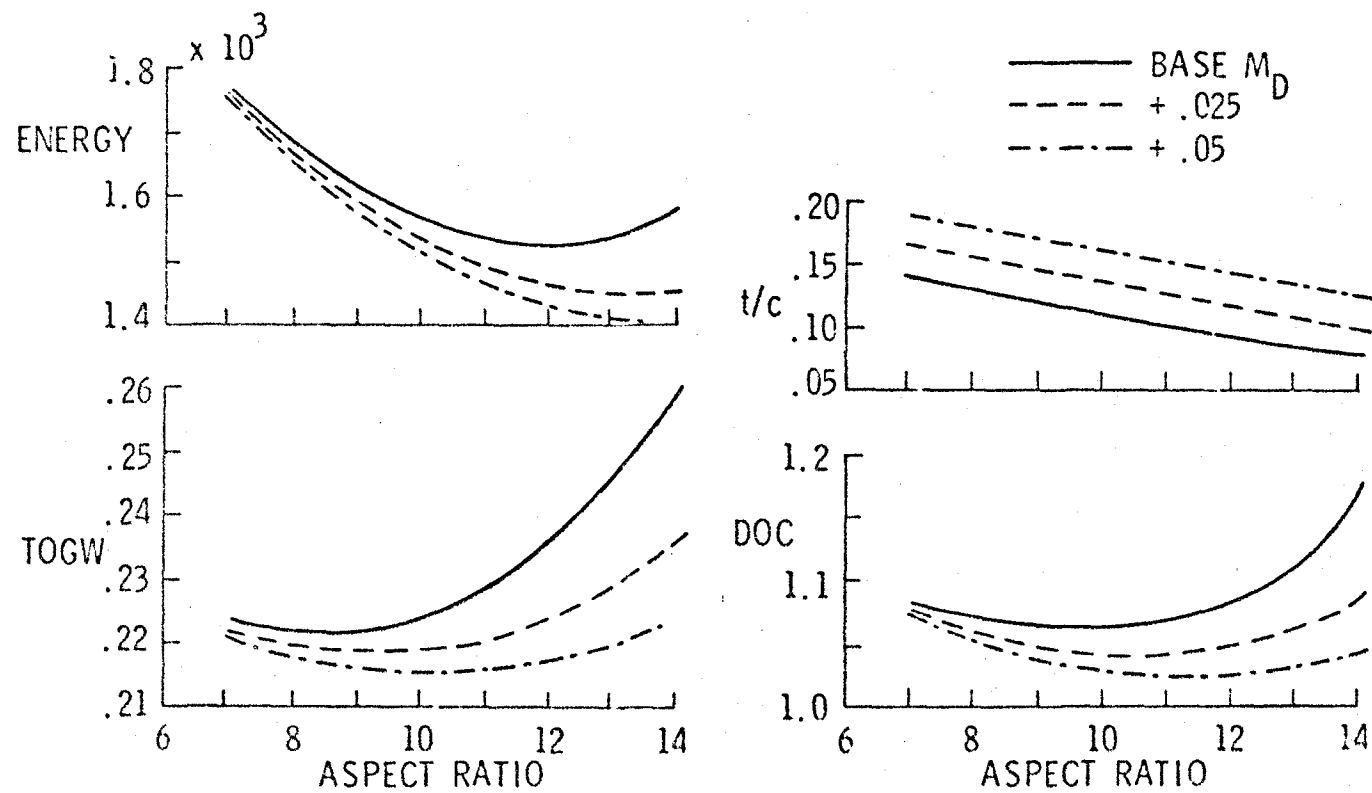 x 10³
1.8
ENERGY
1.6
1.4
BASE M_D
+ .025
+ .05
.20
.15
t/c
.10
.05
.26
.25
.24
TOGW
.23
.22
.21
6 8 10 12 14
ASPECT RATIO
1.2
DOC
1.1
1.0
6 8 10 12 14
ASPECT RATIO